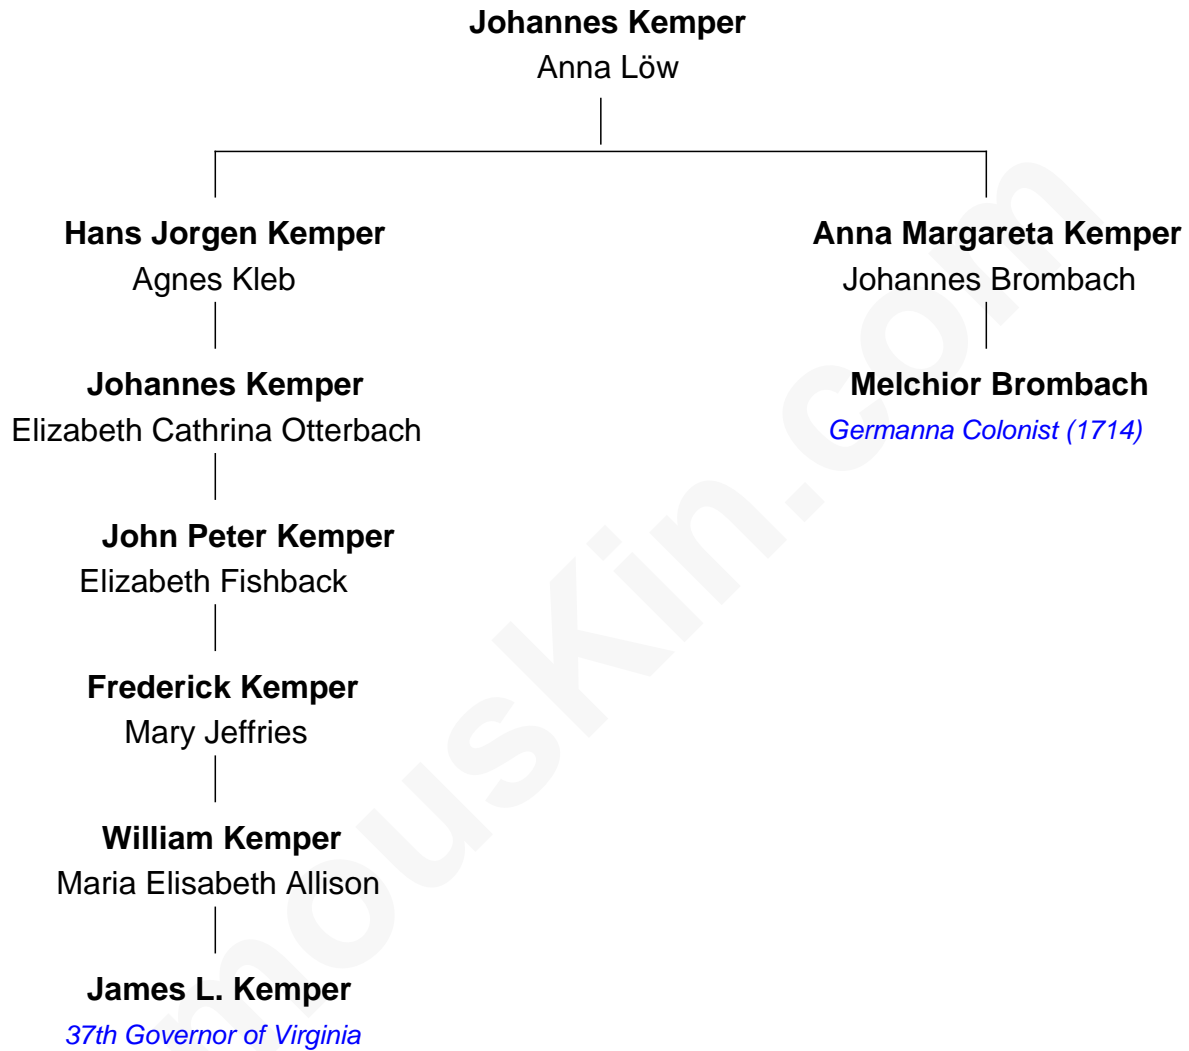 Johannes Kemper
Anna Löw
Hans Jorgen Kemper
Agnes Kleb
Anna Margareta Kemper
Johannes Brombach
Johannes Kemper
Elizabeth Cathrina Otterbach
Melchior Brombach
Germanna Colonist (1714)
John Peter Kemper
Elizabeth Fishback
Frederick Kemper
Mary Jeffries
William Kemper
Maria Elisabeth Allison
James L. Kemper
37th Governor of Virginia
mouskin.com